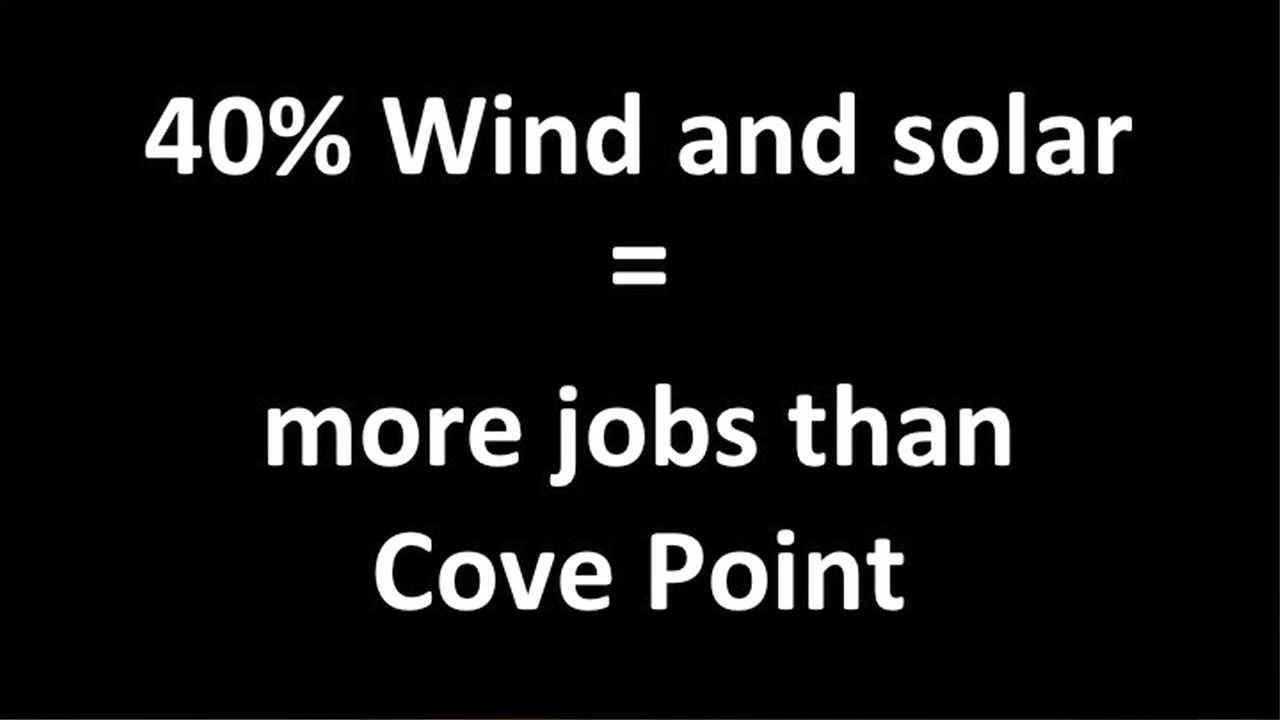 40% Wind and solar
=
more jobs than
Cove Point